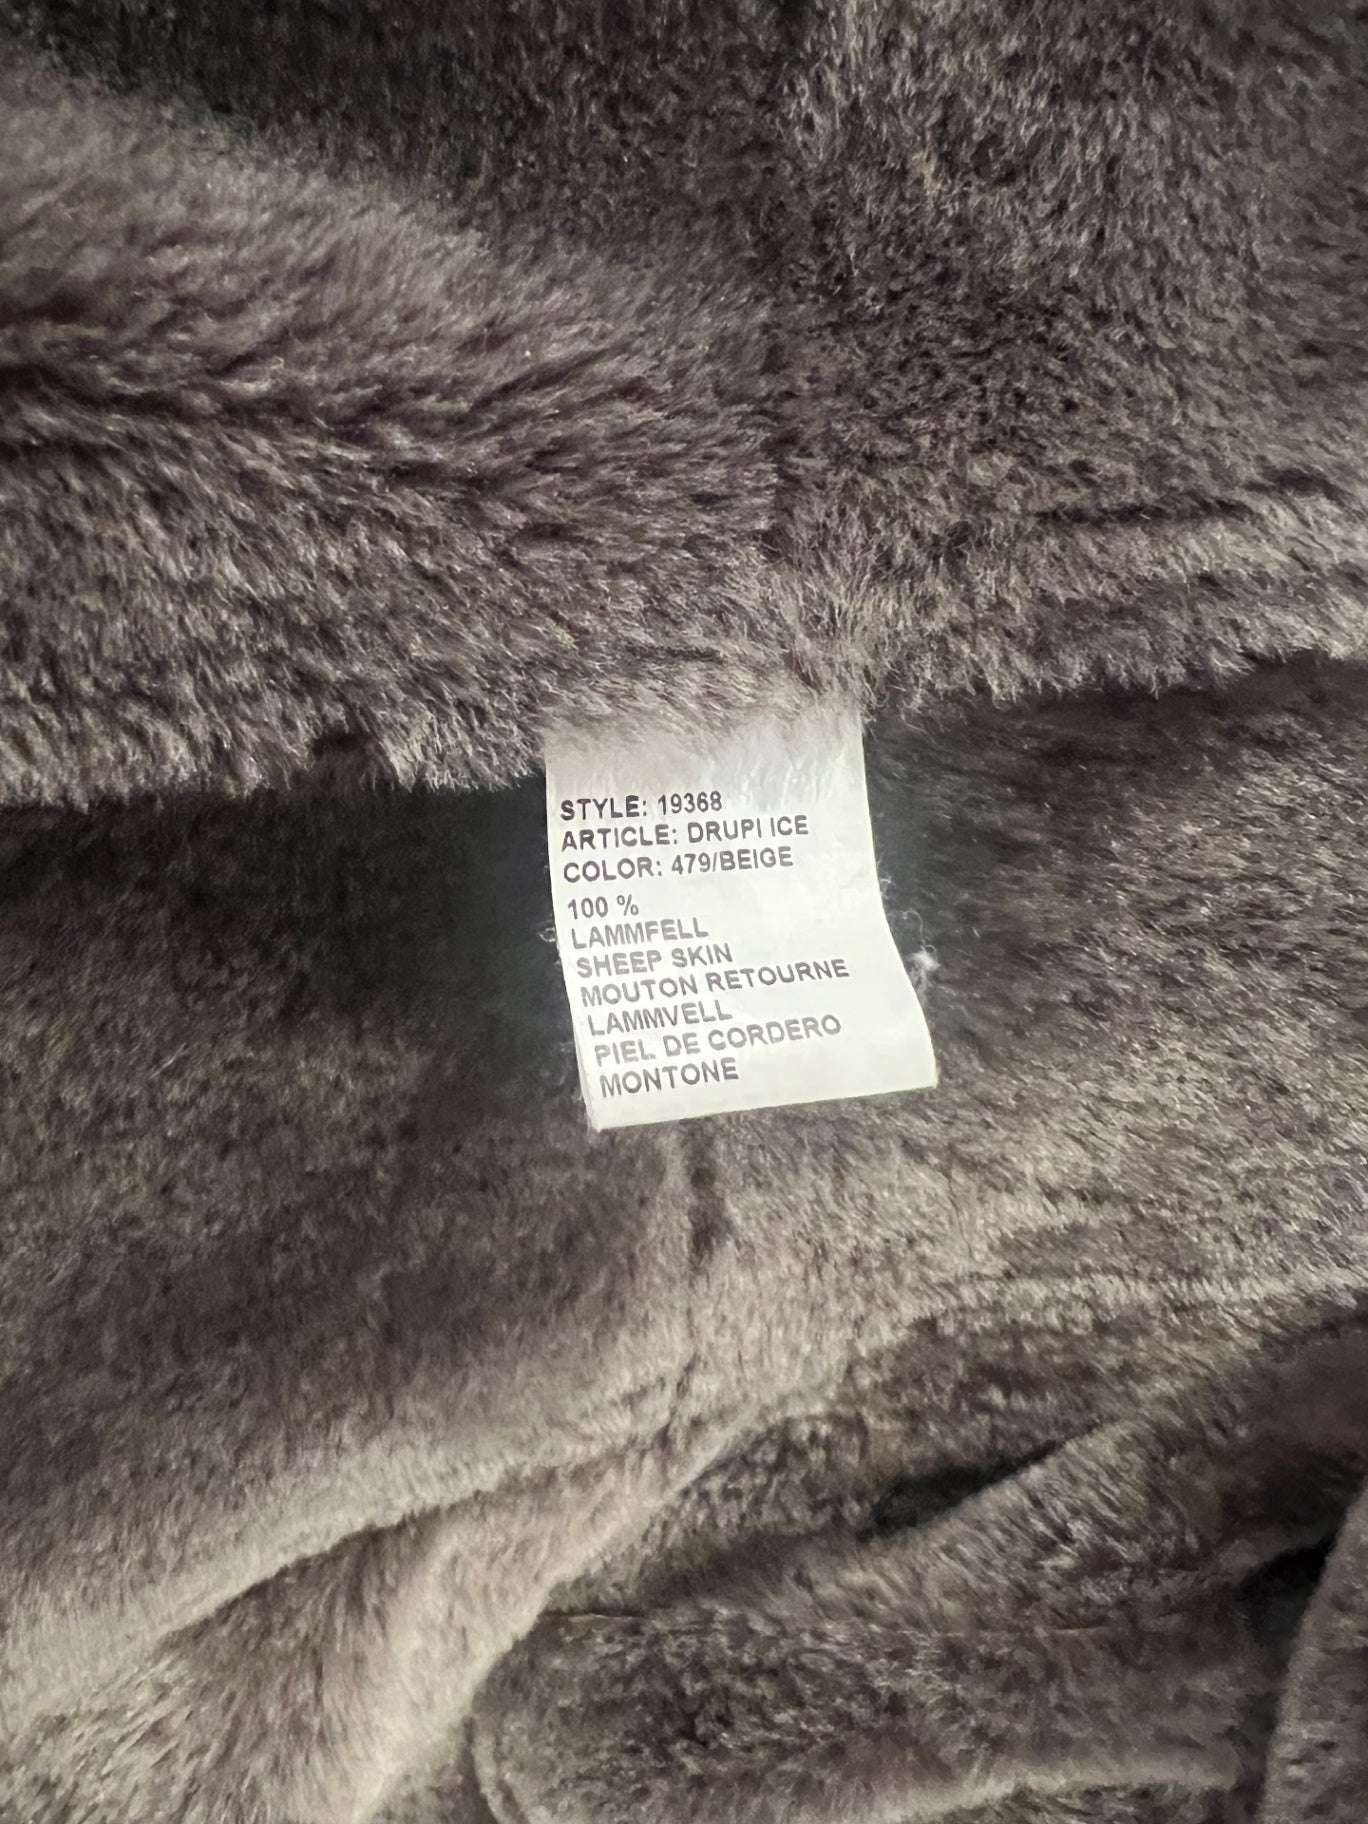 STYLE: 19368
ARTICLE: DRUPI ICE
COLOR: 479/BEIGE
100 %
LAMMFELL
SHEEP SKIN
MOUTON RETOURNE
LAMMVELL
PIEL DE CORDERO
MONTONE